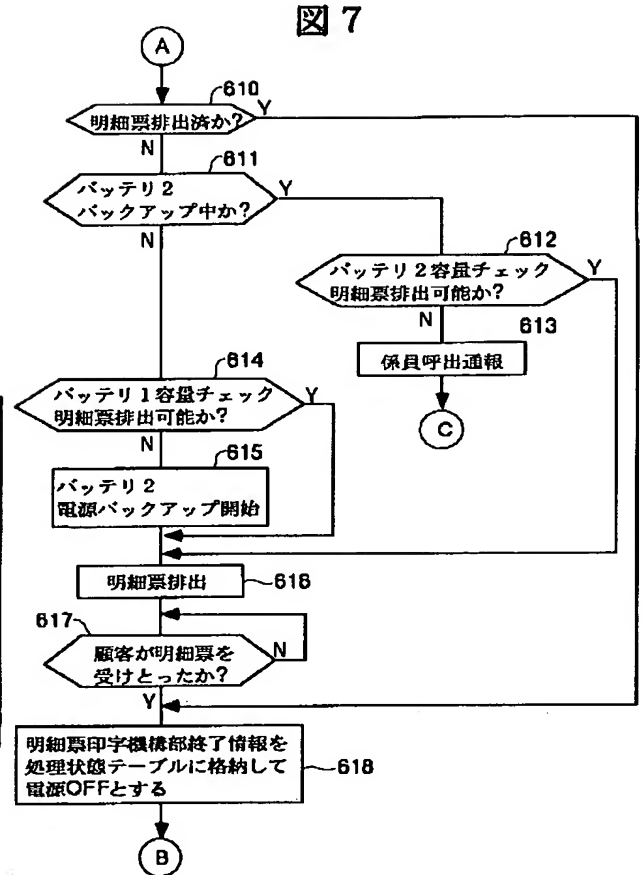 図7
A
610
明細票排出済か?
Y
N
611
バッテリ2
バックアップ中か?
Y
N
612
バッテリ2容量チェック
明細票排出可能か?
Y
N
613
係員呼出通報
C
614
バッテリ1容量チェック
明細票排出可能か?
Y
N
615
バッテリ2
電源バックアップ開始
明細票排出
616
617
顧客が明細票を
受けとったか?
N
Y
明細票印字機構部終了情報を
処理状態テーブルに格納して
電源OFFとする
618
B